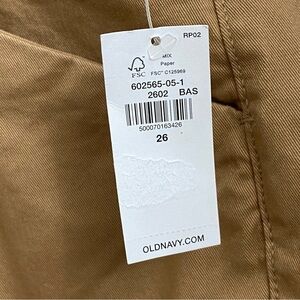 RP02
MIX
Paper
FSC
FSC® C125969
602565-05-1
2602 BAS
500070163426
26
OLDNAVY.COM